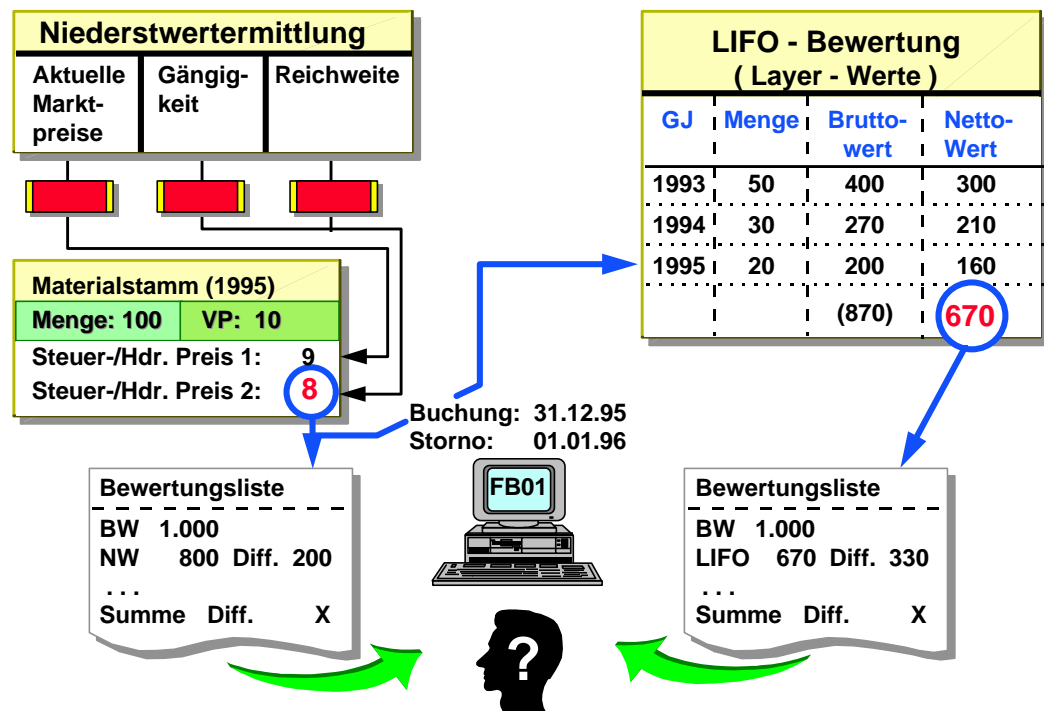 Niederstwertermittlung
Aktuelle Markt- preise
Gängig- keit
Reichweite
Materialstamm (1995)
Menge: 100 VP: 10
Steuer-/Hdr. Preis 1: 9
Steuer-/Hdr. Preis 2: 8
LIFO - Bewertung
( Layer - Werte )
GJ Menge Brutto- wert Netto- Wert
1993 50 400 300
1994 30 270 210
1995 20 200 160
(870) 670
Buchung: 31.12.95
Storno: 01.01.96
FB01
Bewertungsliste
BW 1.000
NW 800 Diff. 200
. . .
Summe Diff. X
Bewertungsliste
BW 1.000
LIFO 670 Diff. 330
. . .
Summe Diff. X
?